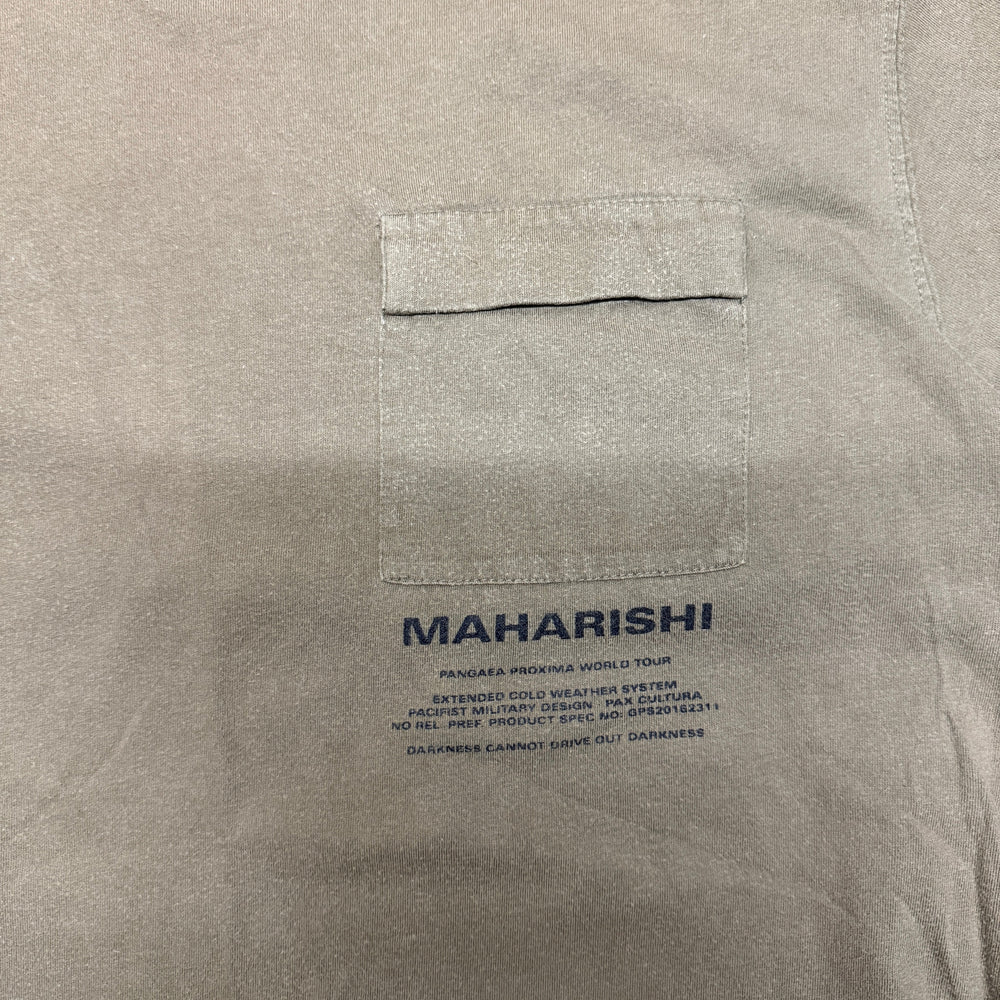 MAHARISHI
PANGAEA PROXIMA WORLD TOUR
EXTENDED COLD WEATHER SYSTEM
PACIFIST MILITARY DESIGN PAX CULTURA
NO REL. PREF. PRODUCT SPEC NO: GPS20162311
DARKNESS CANNOT DRIVE OUT DARKNESS